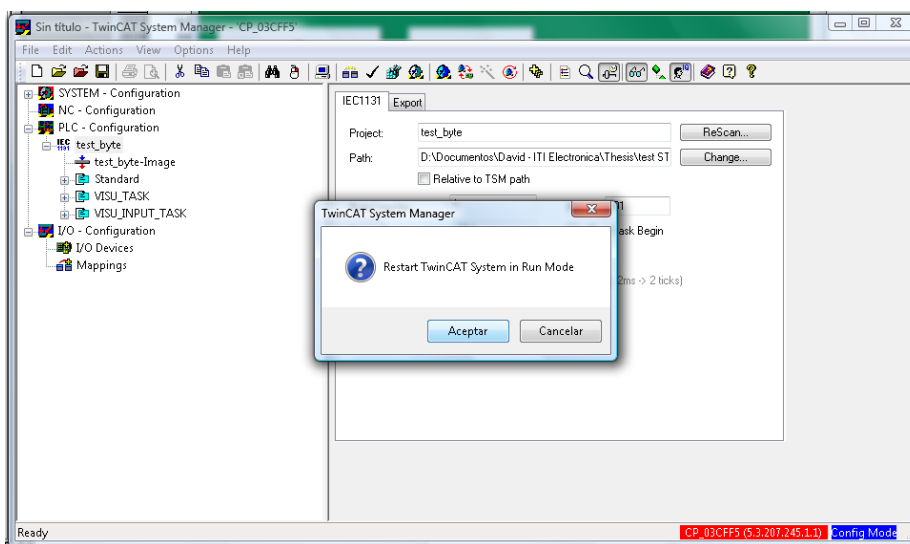 Sin título - TwinCAT System Manager - 'CP_03CFF5'
File Edit Actions View Options Help
SYSTEM - Configuration
NC - Configuration
PLC - Configuration
test_byte
test_byte-Image
Standard
VISU_TASK
VISU_INPUT_TASK
I/O - Configuration
I/O Devices
Mappings
IEC1131 Export
Project: test_byte ReScan...
Path: D:\Documentos\David - ITI Electronica\Thesis\test ST Change...
Relative to TSM path
ask Begin
2ms -> 2 ticks)
TwinCAT System Manager
Restart TwinCAT System in Run Mode
Aceptar Cancelar
Ready CP_03CFF5 (5.3.207.245.1.1) Config Mode